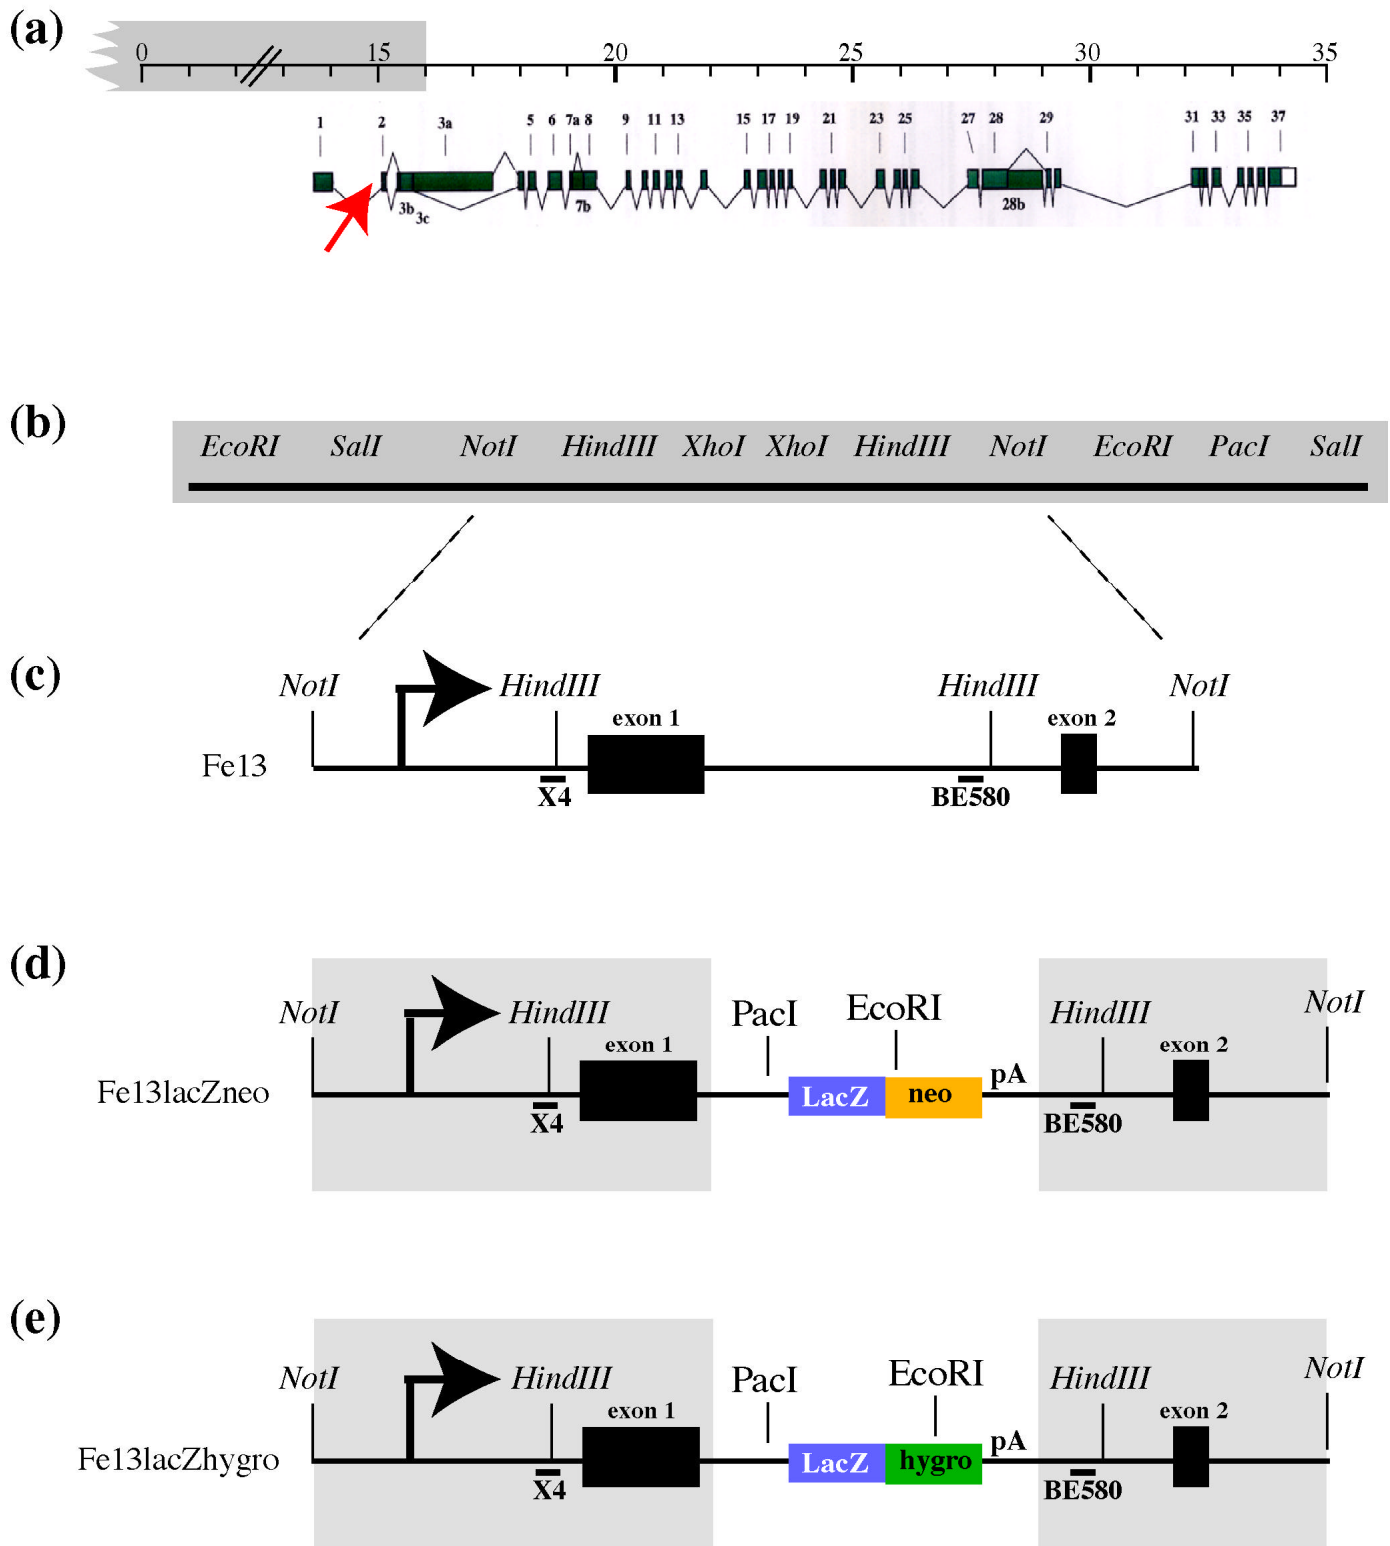 (a)
0 15 20 25 30 35
1 2 3a 5 6 7a 8 9 11 13 15 17 19 21 23 25 27 28 29 31 33 35 37
3b 3c 7b 28b
(b)
EcoRI SalI NotI HindIII XhoI XhoI HindIII NotI EcoRI PacI SalI
(c)
NotI HindIII HindIII NotI
exon 1 exon 2
Fe13
X4 BE580
(d)
NotI HindIII PacI EcoRI HindIII NotI
exon 1 exon 2
Fe13lacZneo LacZ neo pA
X4 BE580
(e)
NotI HindIII PacI EcoRI HindIII NotI
exon 1 exon 2
Fe13lacZhygro LacZ hygro pA
X4 BE580